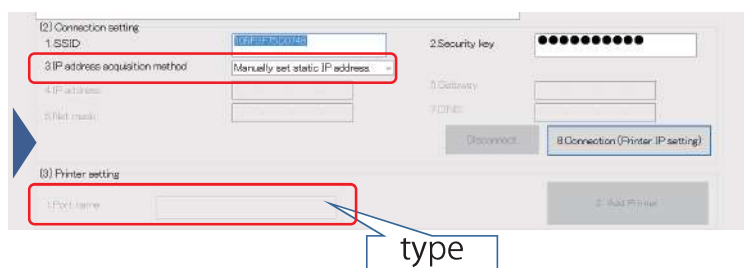 (2) Connection setting
1.SSID
2.Security key ●●●●●●●●●●
3.IP address acquisition method Manually set static IP address
4.IP address 5.Gateway
6.Net mask 7.DNS
Disconnect 8.Connection (Printer IP setting)
(3) Printer setting
1.Port name 2. Add Printer
type